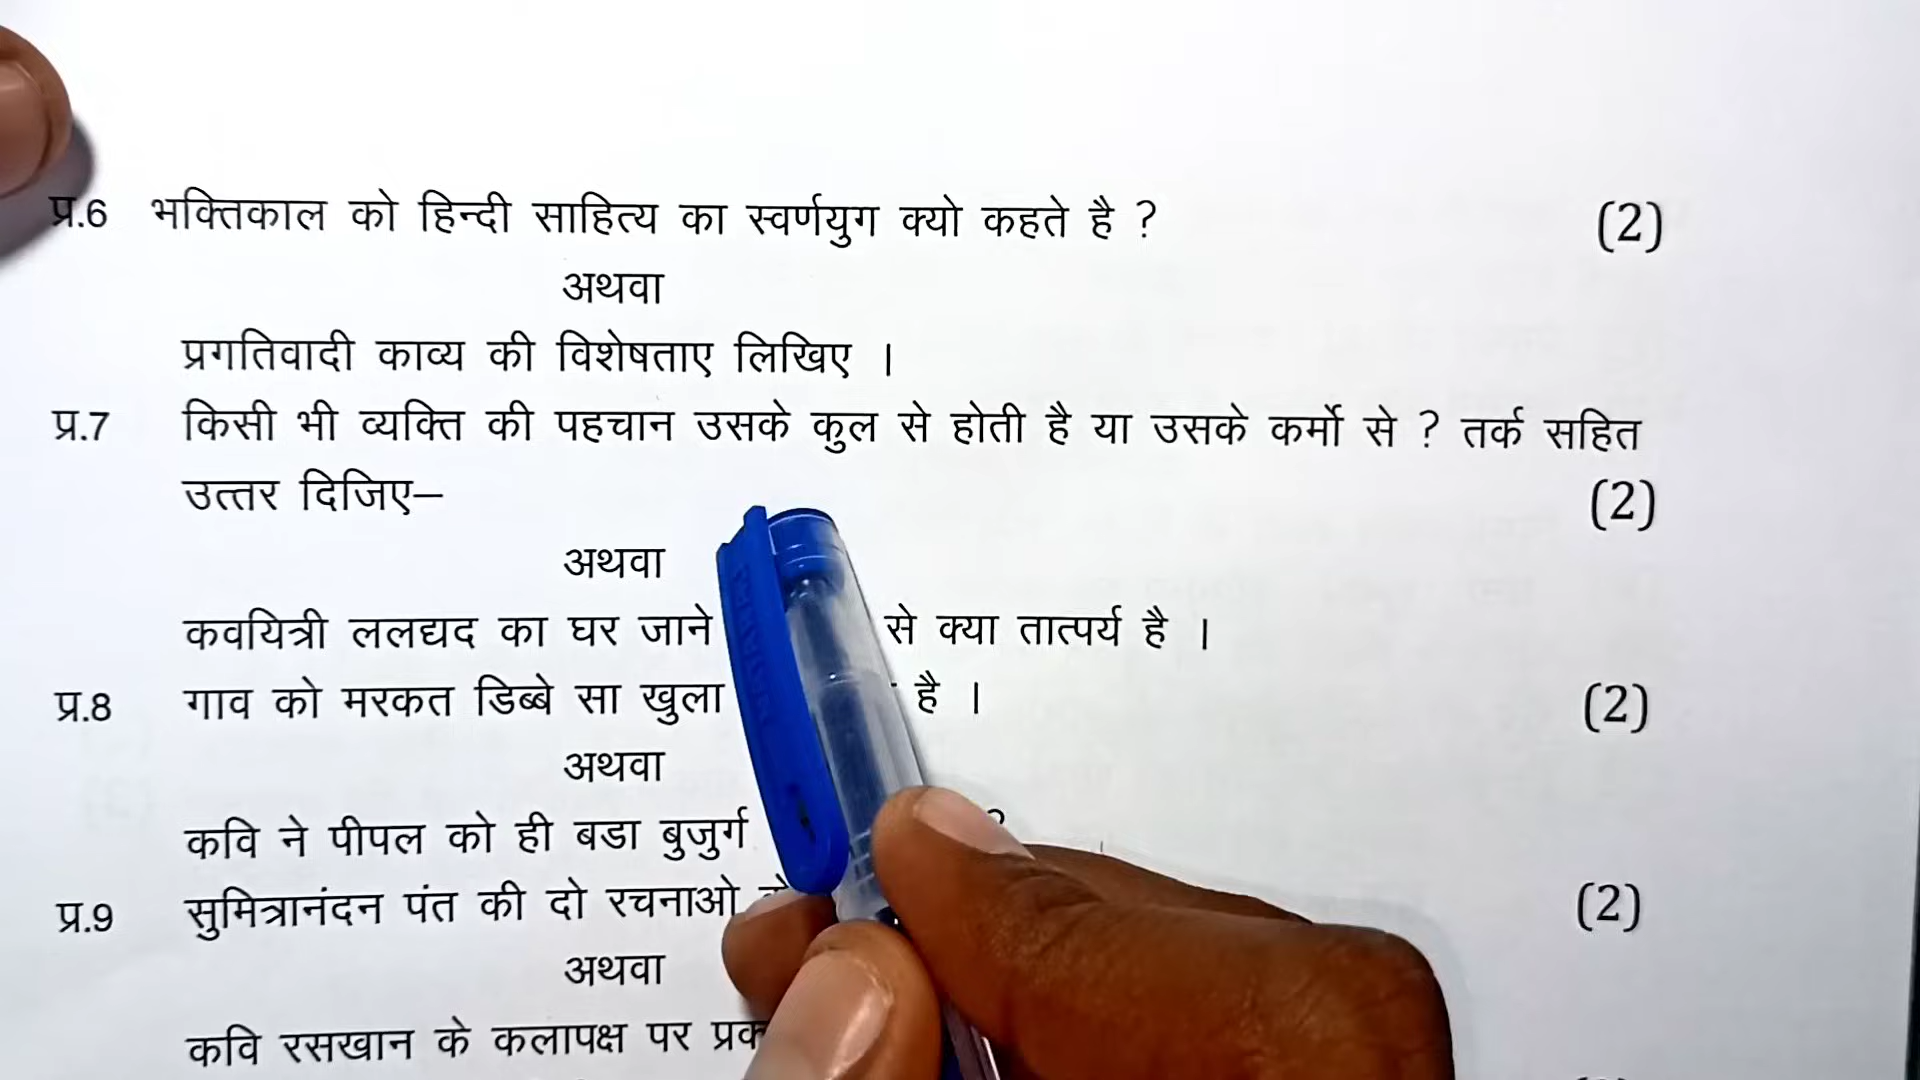 प्र.6 भक्तिकाल को हिन्दी साहित्य का स्वर्णयुग क्यो कहते है ? (2)
अथवा
प्रगतिवादी काव्य की विशेषताए लिखिए ।
प्र.7 किसी भी व्यक्ति की पहचान उसके कुल से होती है या उसके कर्मो से ? तर्क सहित
उत्तर दिजिए– (2)
अथवा
कवयित्री ललद्यद का घर जाने से क्या तात्पर्य है ।
प्र.8 गाव को मरकत डिब्बे सा खुला है । (2)
अथवा
कवि ने पीपल को ही बडा बुजुर्ग
प्र.9 सुमित्रानंदन पंत की दो रचनाओ (2)
अथवा
कवि रसखान के कलापक्ष पर